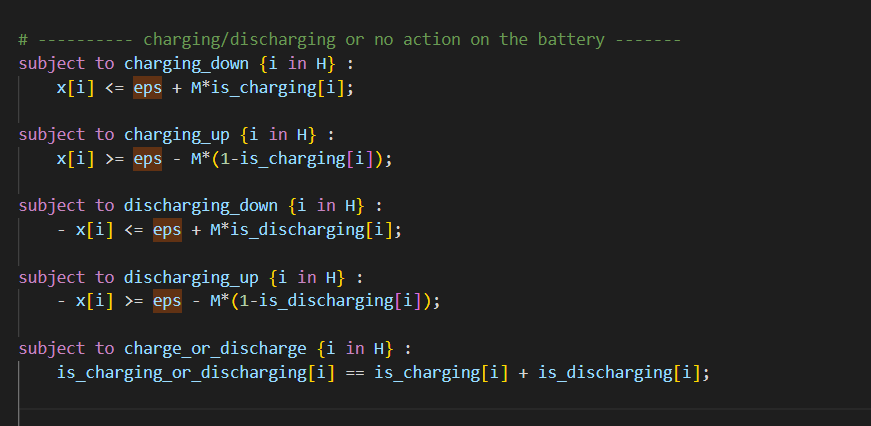 # ---------- charging/discharging or no action on the battery -------
subject to charging_down {i in H} :
x[i] <= eps + M*is_charging[i];
subject to charging_up {i in H} :
x[i] >= eps - M*(1-is_charging[i]);
subject to discharging_down {i in H} :
- x[i] <= eps + M*is_discharging[i];
subject to discharging_up {i in H} :
- x[i] >= eps - M*(1-is_discharging[i]);
subject to charge_or_discharge {i in H} :
is_charging_or_discharging[i] == is_charging[i] + is_discharging[i];